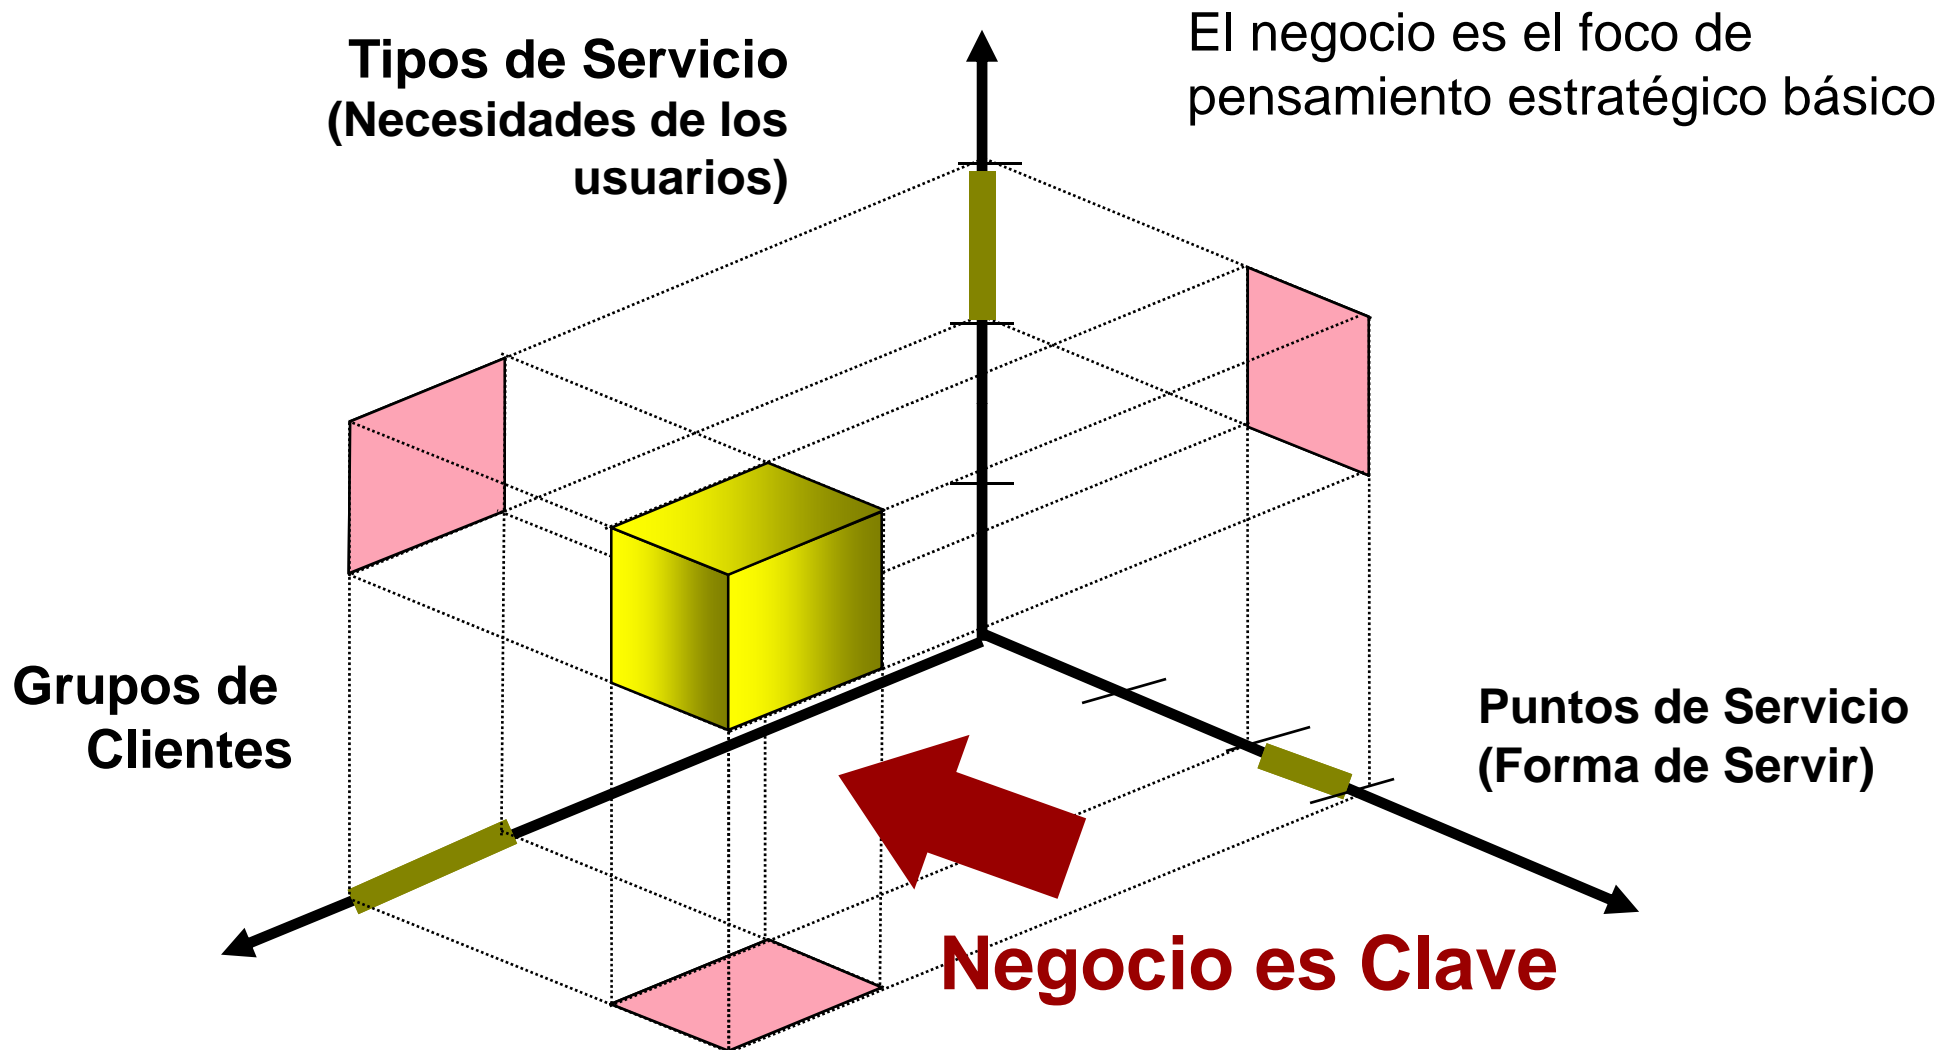 Tipos de Servicio
(Necesidades de los
usuarios)
El negocio es el foco de
pensamiento estratégico básico
Grupos de
Clientes
Puntos de Servicio
(Forma de Servir)
Negocio es Clave